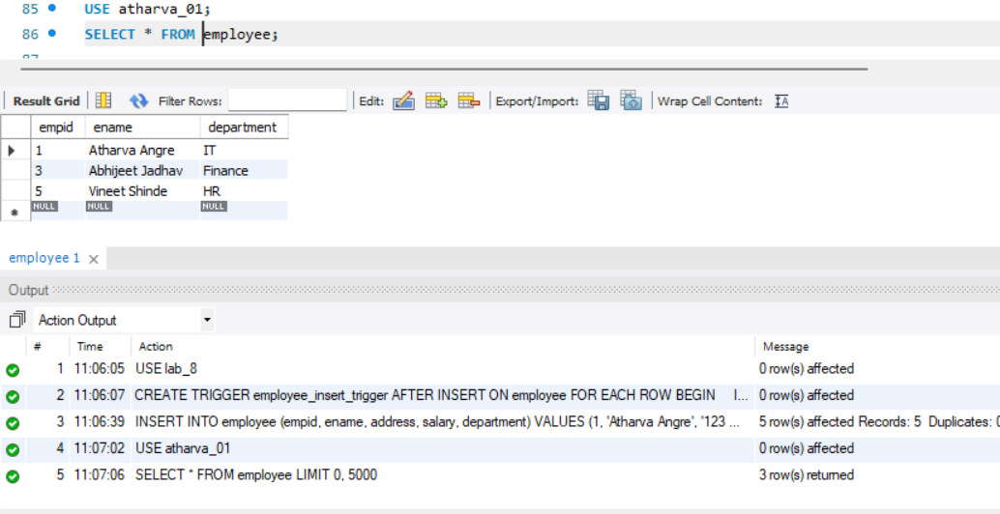 85 USE atharva_01;
86 SELECT * FROM employee;
Result Grid Filter Rows: Edit: Export/Import: Wrap Cell Content: IA
empid ename department
1 Atharva Angre IT
3 Abhijeet Jadhav Finance
5 Vineet Shinde HR
NULL NULL NULL
employee 1
Output
Action Output
# Time Action Message
1 11:06:05 USE lab_8 0 row(s) affected
2 11:06:07 CREATE TRIGGER employee_insert_trigger AFTER INSERT ON employee FOR EACH ROW BEGIN I... 0 row(s) affected
3 11:06:39 INSERT INTO employee (empid, ename, address, salary, department) VALUES (1, 'Atharva Angre', '123 ... 5 row(s) affected Records: 5 Duplicates: 0
4 11:07:02 USE atharva_01 0 row(s) affected
5 11:07:06 SELECT * FROM employee LIMIT 0, 5000 3 row(s) returned